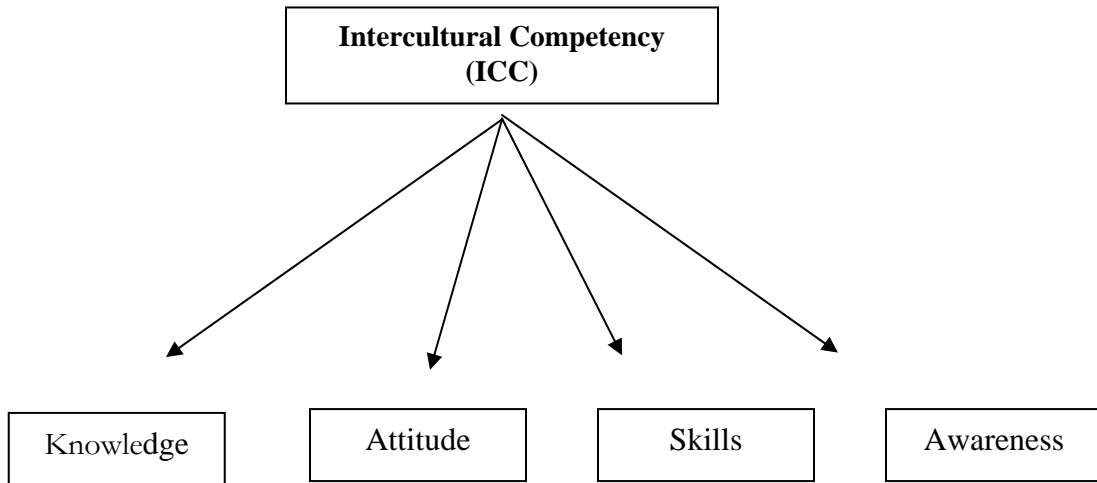 Intercultural Competency
(ICC)
Knowledge
Attitude
Skills
Awareness